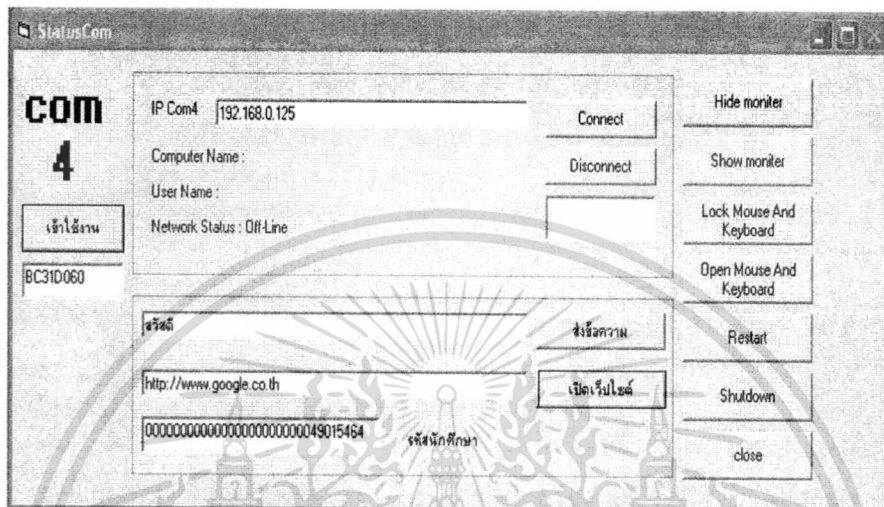 StatusCom
com
4
เข้าใช้งาน
BC31D060
IP Com4 192.168.0.125
Connect
Computer Name :
Disconnect
User Name :
Network Status : Off-Line
สวัสดี
ส่งข้อความ
http://www.google.co.th
เปิดเว็บไซต์
000000000000000000000000049015464
รหัสนักศึกษา
Hide moniter
Show moniter
Lock Mouse And
Keyboard
Open Mouse And
Keyboard
Restart
Shutdown
close